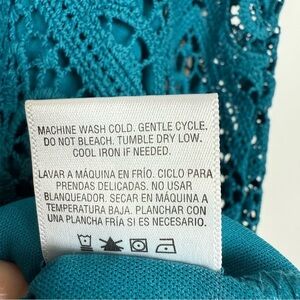 MACHINE WASH COLD. GENTLE CYCLE.
DO NOT BLEACH. TUMBLE DRY LOW.
COOL IRON IF NEEDED.
LAVAR A MÁQUINA EN FRÍO. CICLO PARA
PRENDAS DELICADAS. NO USAR
BLANQUEADOR. SECAR EN MÁQUINA A
TEMPERATURA BAJA. PLANCHAR CON
UNA PLANCHA FRÍA SI ES NECESARIO.